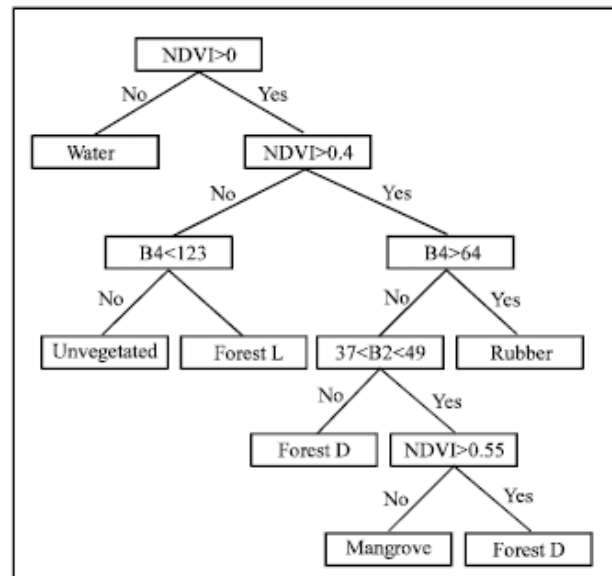 NDVI>0
No
Yes
Water
NDVI>0.4
No
Yes
B4<123
B4>64
No
No
Yes
Unvegetated
Forest L
37<B2<49
Rubber
No
Yes
Forest D
NDVI>0.55
No
Yes
Mangrove
Forest D